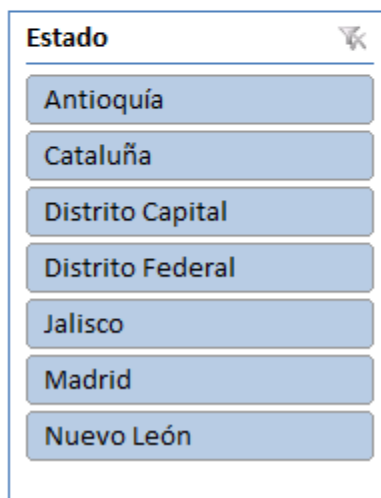 Estado
Antioquía
Cataluña
Distrito Capital
Distrito Federal
Jalisco
Madrid
Nuevo León